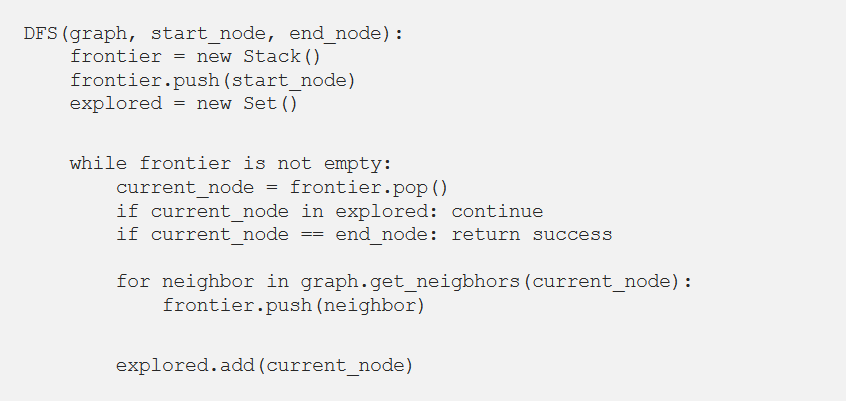 DFS(graph, start_node, end_node):
    frontier = new Stack()
    frontier.push(start_node)
    explored = new Set()
    while frontier is not empty:
        current_node = frontier.pop()
        if current_node in explored: continue
        if current_node == end_node: return success
        for neighbor in graph.get_neigbhors(current_node):
            frontier.push(neighbor)
        explored.add(current_node)